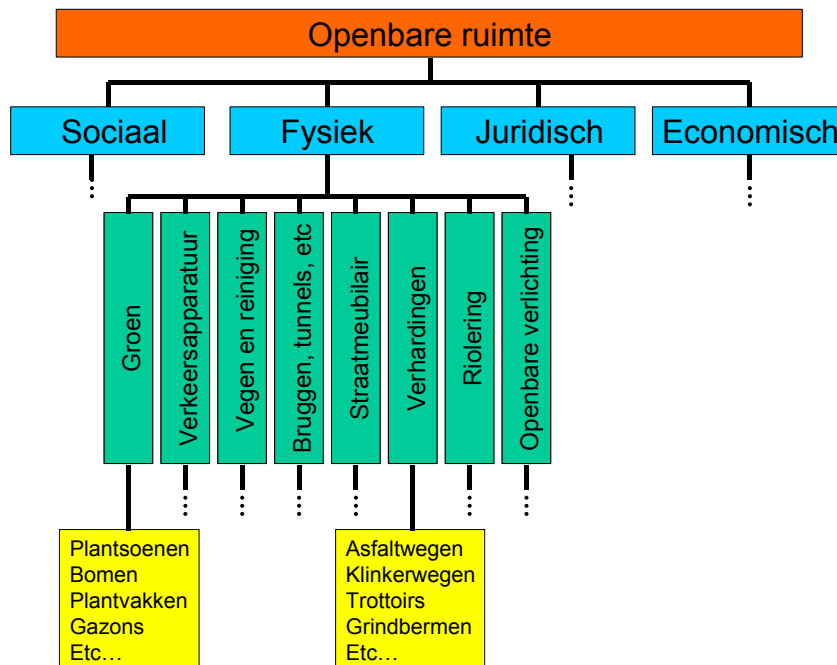 Openbare ruimte
Sociaal
Fysiek
Juridisch
Economisch
Groen
Verkeersapparatuur
Vegen en reiniging
Bruggen, tunnels, etc
Straatmeubilair
Verhardingen
Riolering
Openbare verlichting
Plantsoenen
Bomen
Plantvakken
Gazons
Etc…
Asfaltwegen
Klinkerwegen
Trottoirs
Grindbermen
Etc…